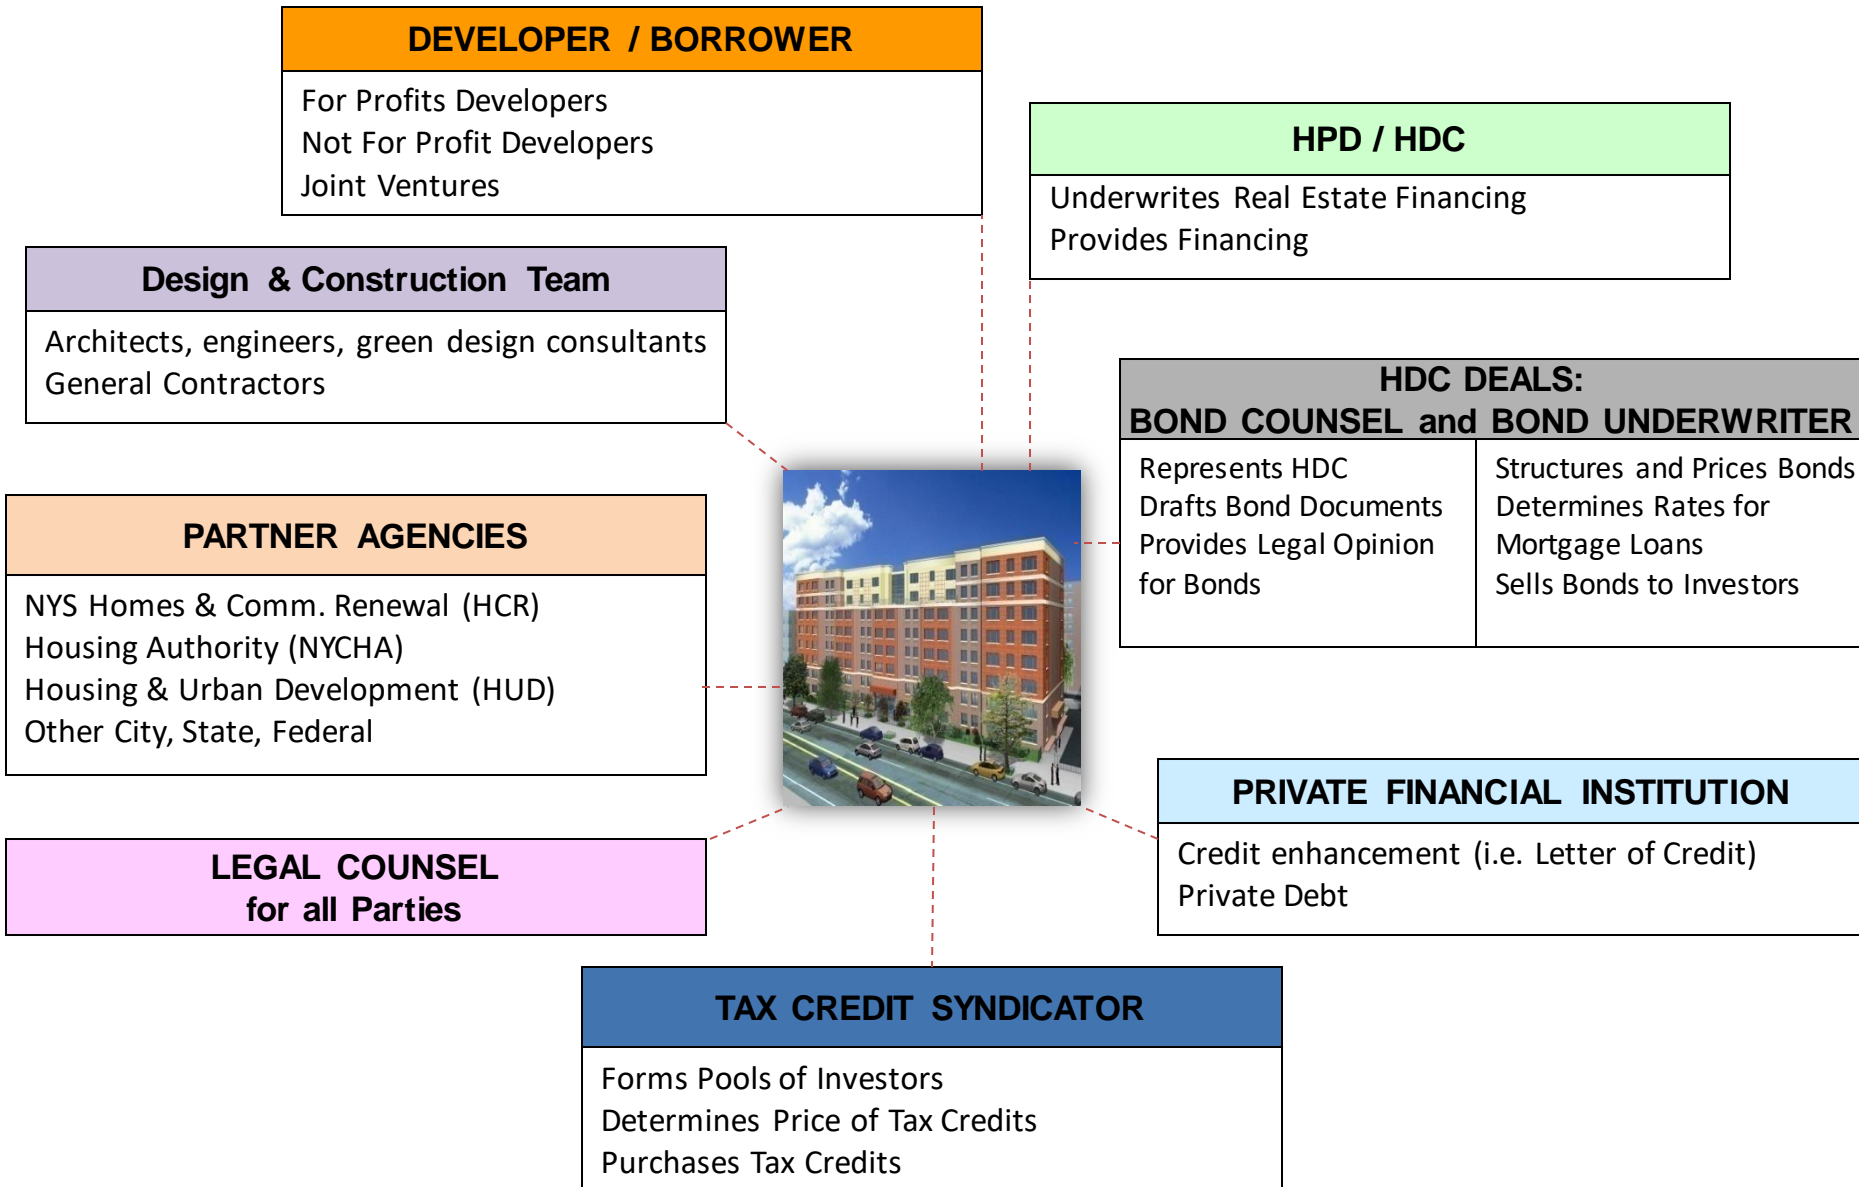 DEVELOPER / BORROWER
For Profits Developers
Not For Profit Developers
Joint Ventures
HPD / HDC
Underwrites Real Estate Financing
Provides Financing
Design & Construction Team
Architects, engineers, green design consultants
General Contractors
HDC DEALS:
BOND COUNSEL and BOND UNDERWRITER
Represents HDC
Drafts Bond Documents
Provides Legal Opinion
for Bonds
Structures and Prices Bonds
Determines Rates for
Mortgage Loans
Sells Bonds to Investors
PARTNER AGENCIES
NYS Homes & Comm. Renewal (HCR)
Housing Authority (NYCHA)
Housing & Urban Development (HUD)
Other City, State, Federal
PRIVATE FINANCIAL INSTITUTION
Credit enhancement (i.e. Letter of Credit)
Private Debt
LEGAL COUNSEL
for all Parties
TAX CREDIT SYNDICATOR
Forms Pools of Investors
Determines Price of Tax Credits
Purchases Tax Credits